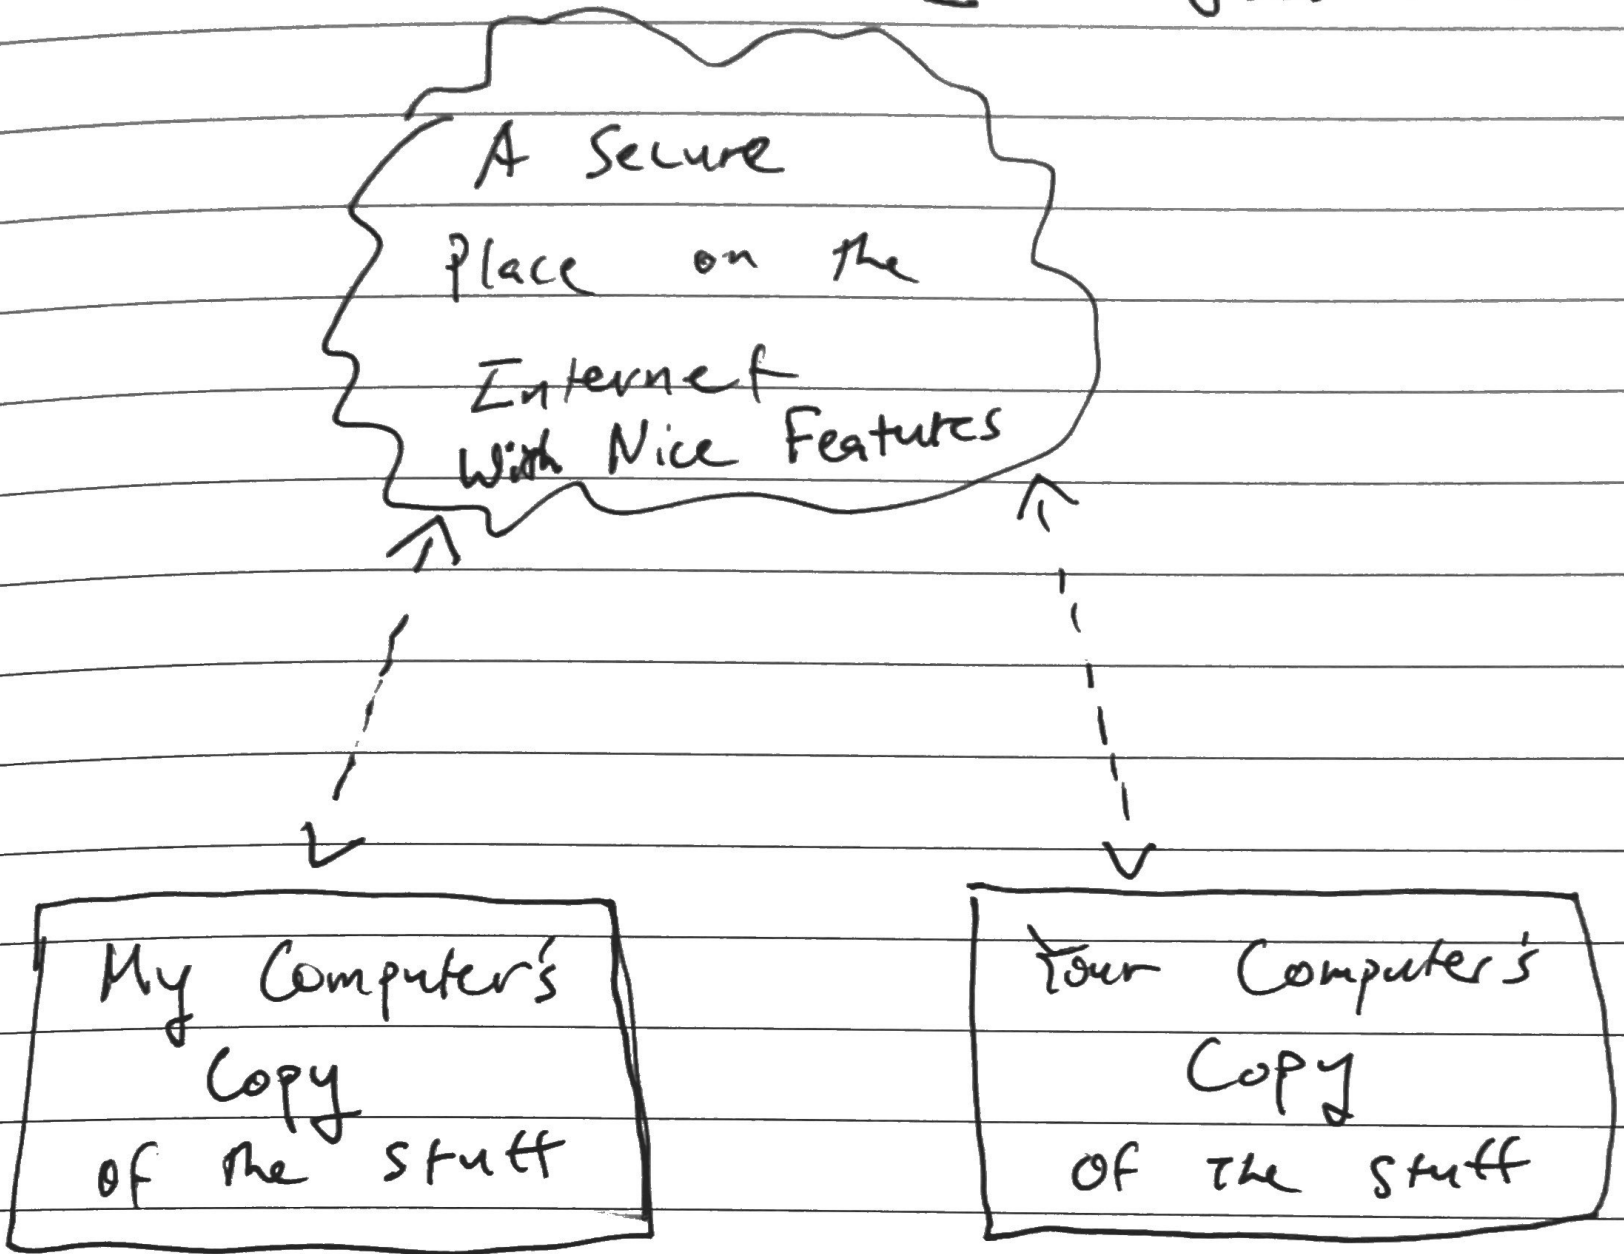 A Secure
Place on the
Internet
With Nice Features
My Computer's
Copy
of the stuff
Your Computer's
Copy
of the stuff